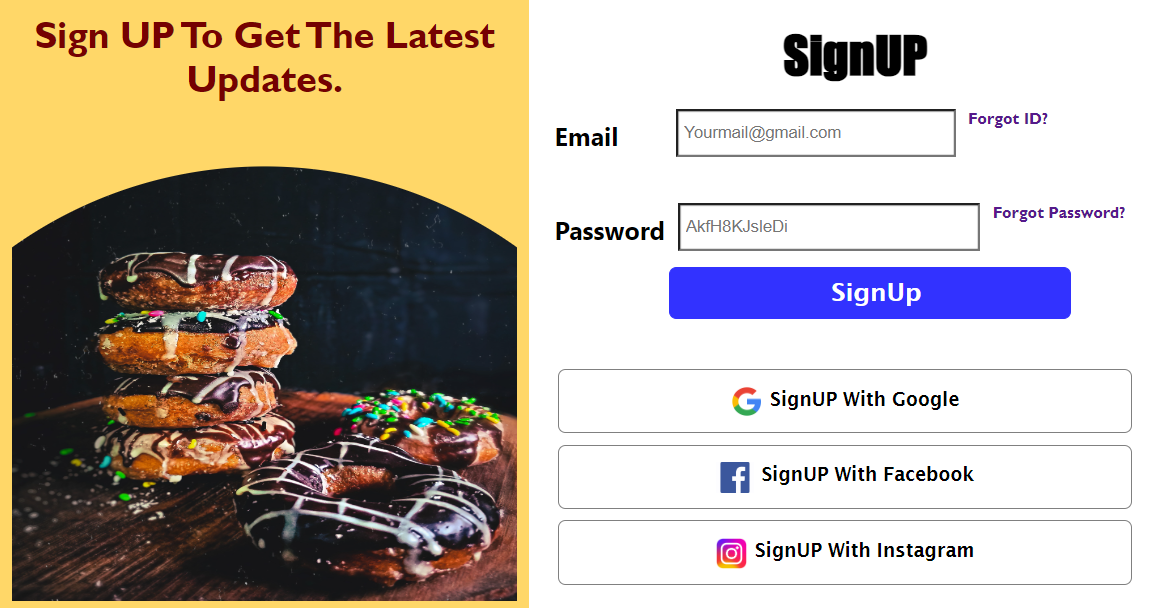 Sign UP To Get The Latest
Updates.
SignUP
Email
Yourmail@gmail.com
Forgot ID?
Password
AkfH8KJsleDi
Forgot Password?
SignUp
SignUP With Google
SignUP With Facebook
SignUP With Instagram